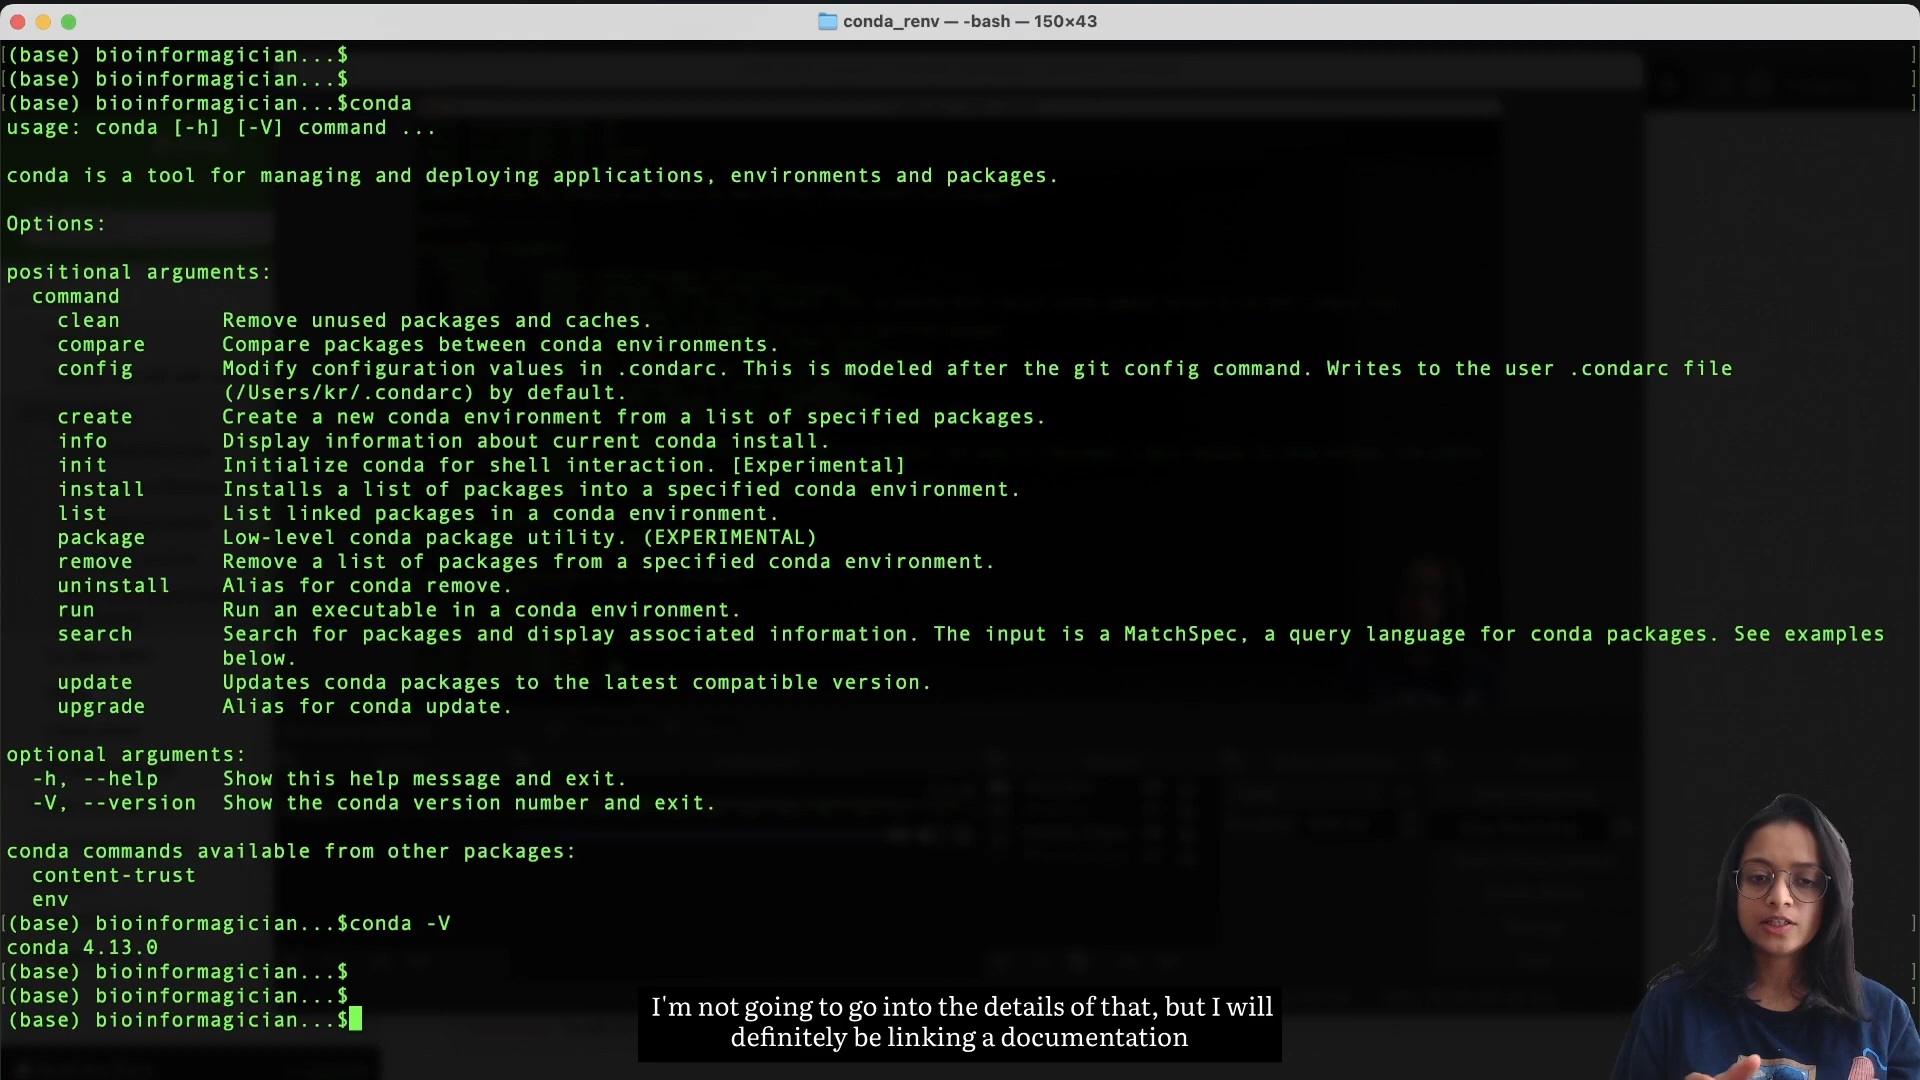 conda_renv — -bash — 150×43
(base) bioinformagician...$
(base) bioinformagician...$
(base) bioinformagician...$conda
usage: conda [-h] [-V] command ...
conda is a tool for managing and deploying applications, environments and packages.
Options:
positional arguments:
command
clean Remove unused packages and caches.
compare Compare packages between conda environments.
config Modify configuration values in .condarc. This is modeled after the git config command. Writes to the user .condarc file
(/Users/kr/.condarc) by default.
create Create a new conda environment from a list of specified packages.
info Display information about current conda install.
init Initialize conda for shell interaction. [Experimental]
install Installs a list of packages into a specified conda environment.
list List linked packages in a conda environment.
package Low-level conda package utility. (EXPERIMENTAL)
remove Remove a list of packages from a specified conda environment.
uninstall Alias for conda remove.
run Run an executable in a conda environment.
search Search for packages and display associated information. The input is a MatchSpec, a query language for conda packages. See examples
below.
update Updates conda packages to the latest compatible version.
upgrade Alias for conda update.
optional arguments:
-h, --help Show this help message and exit.
-V, --version Show the conda version number and exit.
conda commands available from other packages:
content-trust
env
(base) bioinformagician...$conda -V
conda 4.13.0
(base) bioinformagician...$
(base) bioinformagician...$
(base) bioinformagician...$
I'm not going to go into the details of that, but I will
definitely be linking a documentation